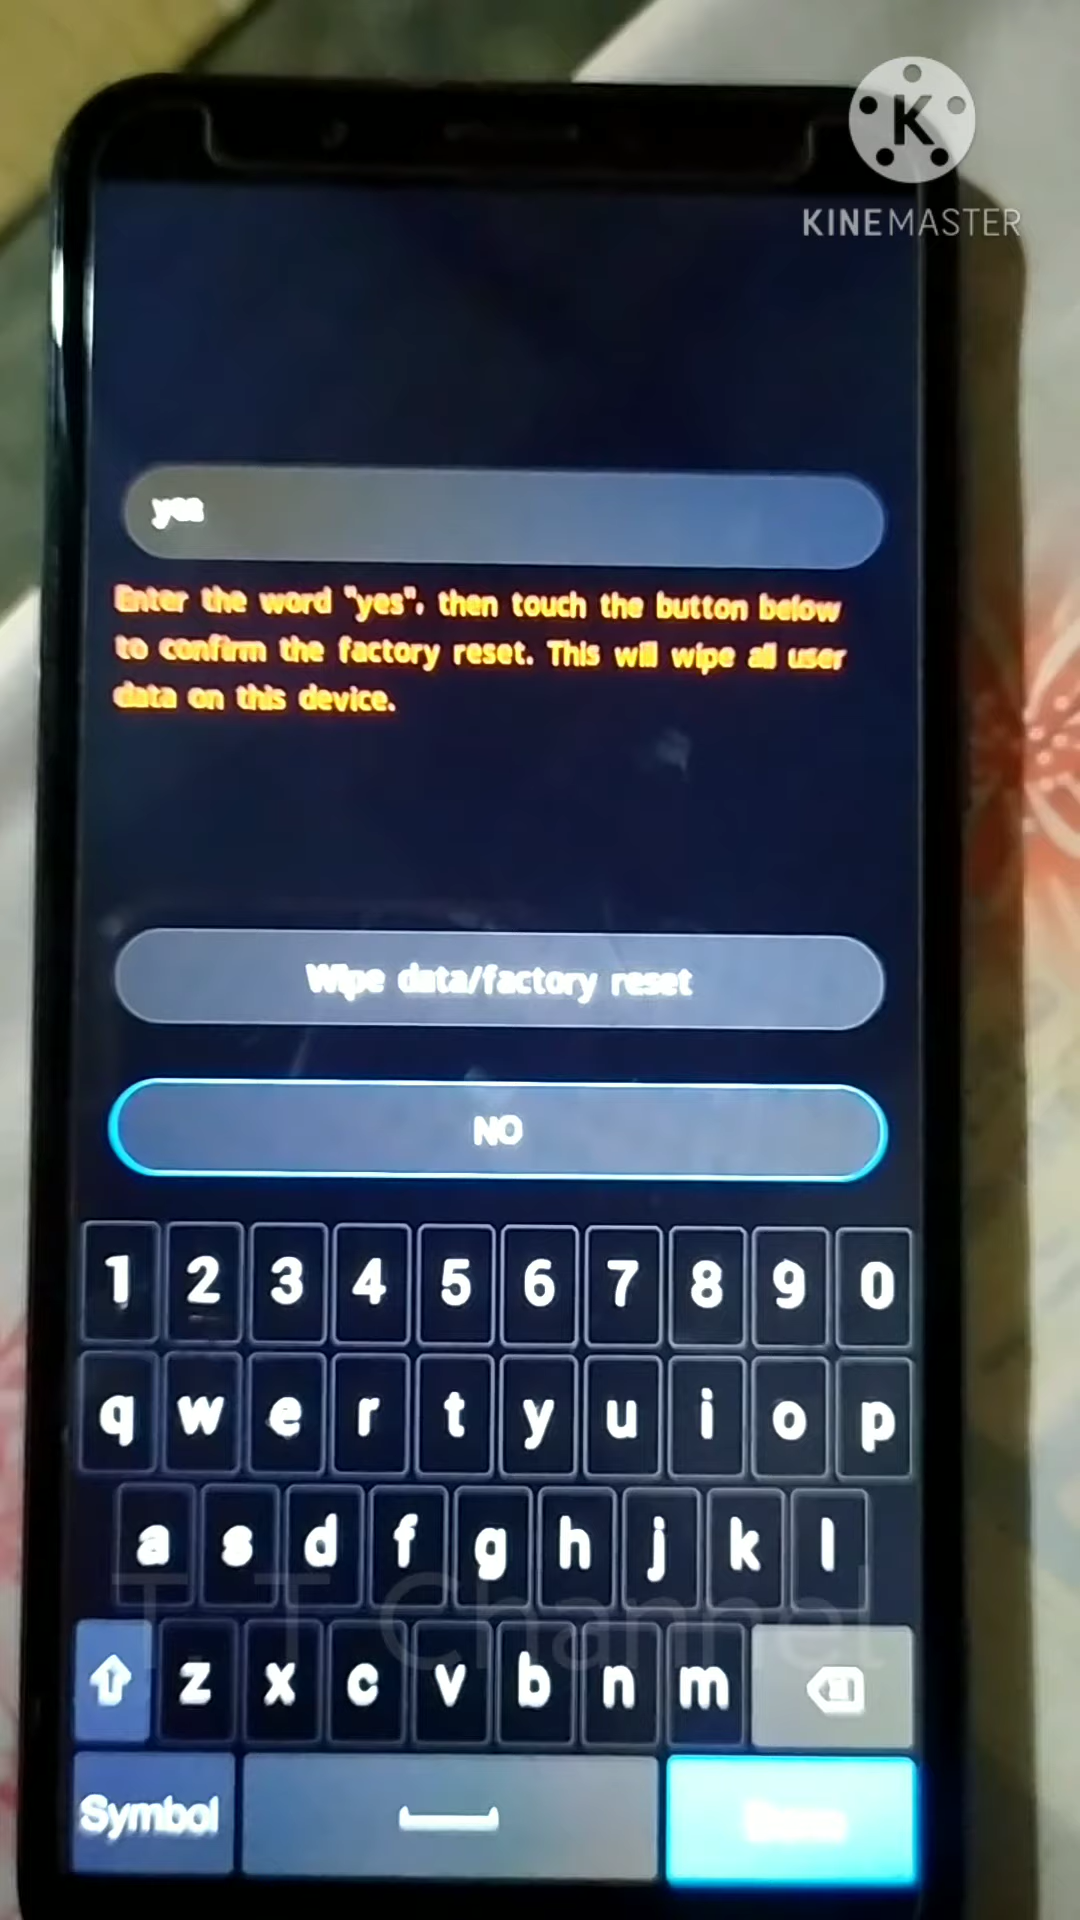 K
KINEMASTER
yes
Enter the word "yes", then touch the button below
to confirm the factory reset. This will wipe all user
data on this device.
Wipe data/factory reset
NO
1 2 3 4 5 6 7 8 9 0
q w e r t y u i o p
a s d f g h j k l
T.T Channel
z x c v b n m
Symbol